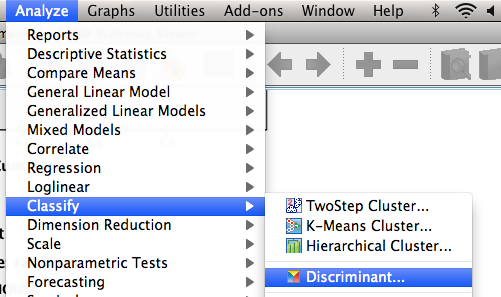 Analyze Graphs Utilities Add-ons Window Help
Reports
Descriptive Statistics
Compare Means
General Linear Model
Generalized Linear Models
Mixed Models
Correlate
Regression
Loglinear
Classify
TwoStep Cluster...
K-Means Cluster...
Hierarchical Cluster...
Discriminant...
Dimension Reduction
Scale
Nonparametric Tests
Forecasting